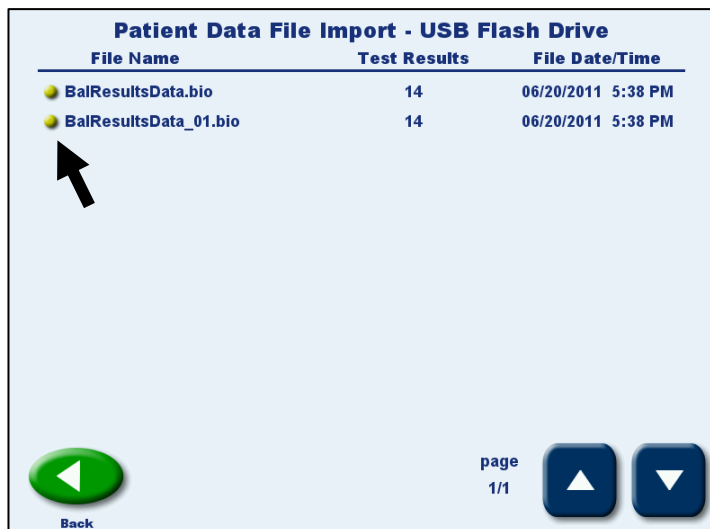 Patient Data File Import - USB Flash Drive
File Name Test Results File Date/Time
BalResultsData.bio 14 06/20/2011 5:38 PM
BalResultsData_01.bio 14 06/20/2011 5:38 PM
page
1/1
Back